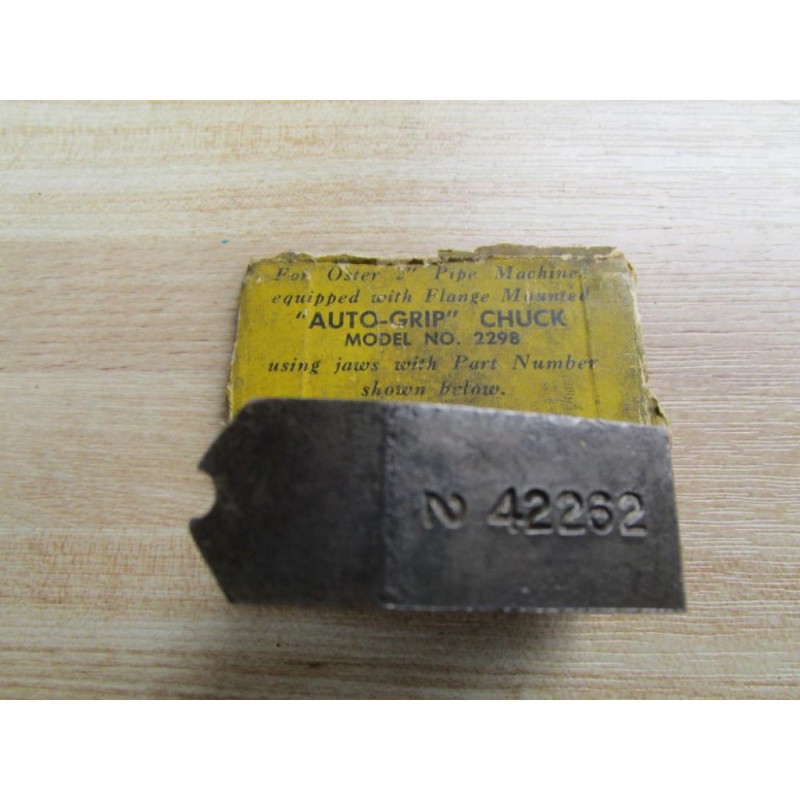 For Oster 2" Pipe Machines
equipped with Flange Mounted
"AUTO-GRIP" CHUCK
MODEL NO. 2298
using jaws with Part Number
shown below.
2 42262